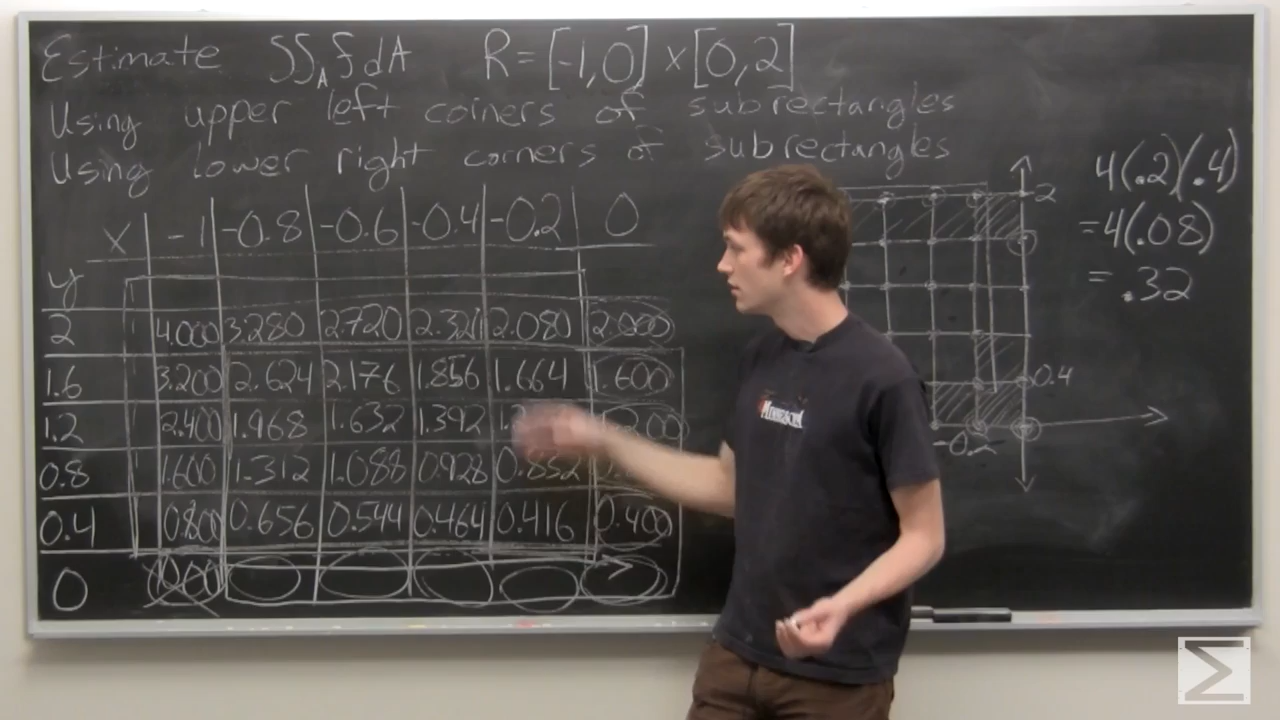 Estimate ∫∫_A f dA R = [-1,0] × [0,2]
Using upper left corners of subrectangles
Using lower right corners of subrectangles
x -1 -0.8 -0.6 -0.4 -0.2 0
y
2 4.000 3.280 2.720 2.320 2.080 2.000
1.6 3.200 2.624 2.176 1.856 1.664 1.600
1.2 2.400 1.968 1.632 1.392
0.8 1.600 1.312 1.088 0.928 0.832
0.4 0.800 0.656 0.544 0.464 0.416 0.400
0
2
0.4
-0.2
4(.2)(.4)
=4(.08)
= .32
Σ